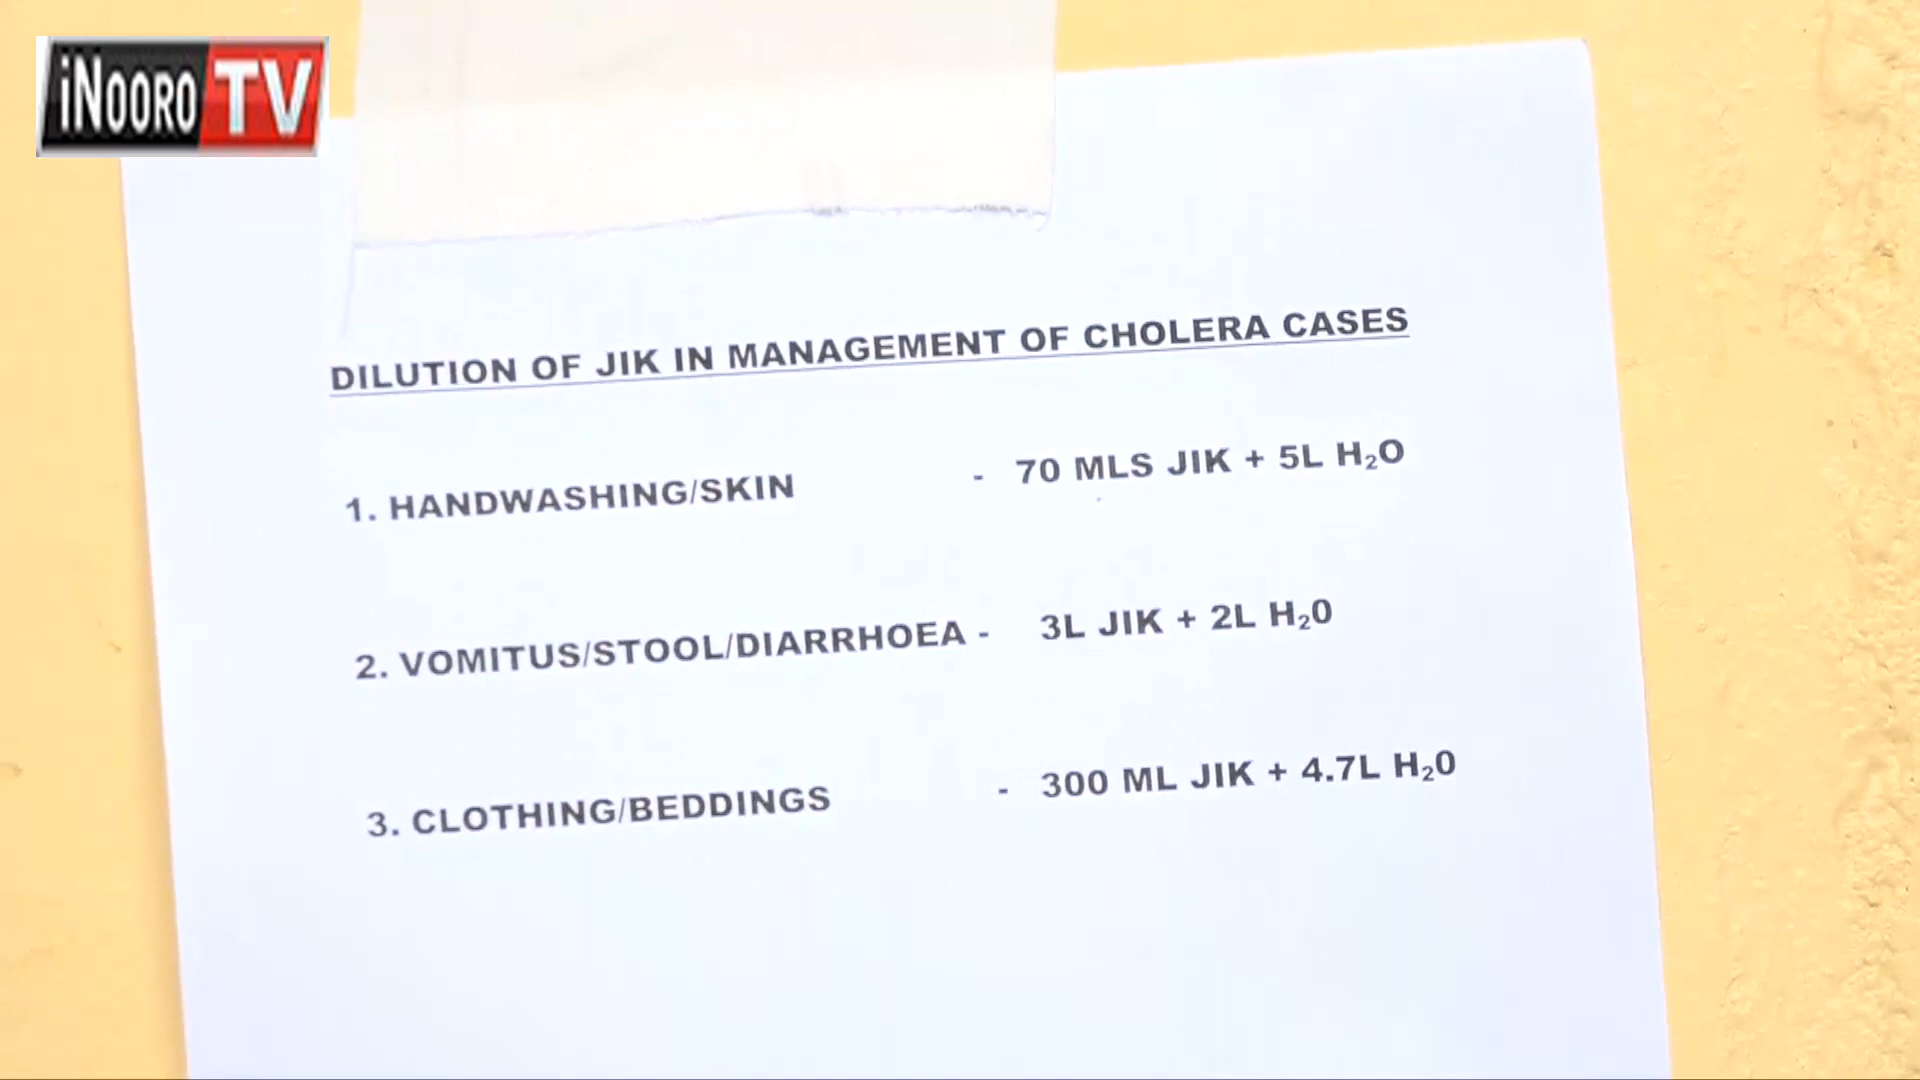 iNOORO TV
DILUTION OF JIK IN MANAGEMENT OF CHOLERA CASES
1. HANDWASHING/SKIN - 70 MLS JIK + 5L H₂O
2. VOMITUS/STOOL/DIARRHOEA - 3L JIK + 2L H₂0
3. CLOTHING/BEDDINGS - 300 ML JIK + 4.7L H₂0